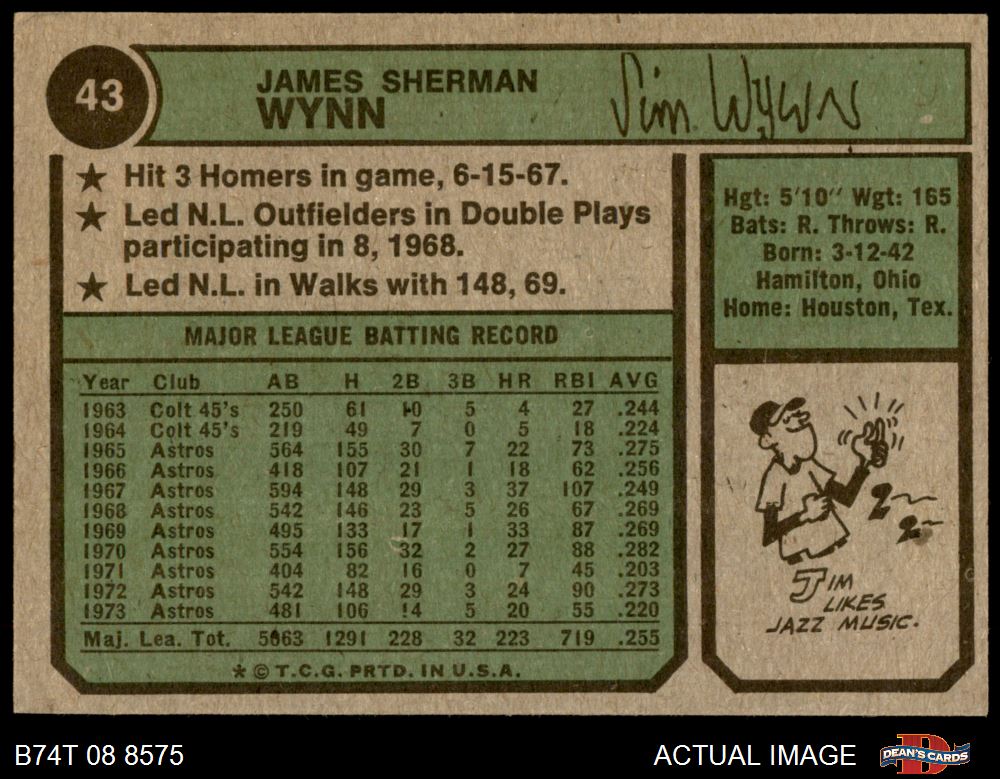 43
JAMES SHERMAN
WYNN
Jim Wynn
★ Hit 3 Homers in game, 6-15-67.
★ Led N.L. Outfielders in Double Plays
participating in 8, 1968.
★ Led N.L. in Walks with 148, 69.
MAJOR LEAGUE BATTING RECORD
Year Club AB H 2B 3B HR RBI AVG
1963 Colt 45's 250 61 10 5 4 27 .244
1964 Colt 45's 219 49 7 0 5 18 .224
1965 Astros 564 155 30 7 22 73 .275
1966 Astros 418 107 21 1 18 62 .256
1967 Astros 594 148 29 3 37 107 .249
1968 Astros 542 146 23 5 26 67 .269
1969 Astros 495 133 17 1 33 87 .269
1970 Astros 554 156 32 2 27 88 .282
1971 Astros 404 82 16 0 7 45 .203
1972 Astros 542 148 29 3 24 90 .273
1973 Astros 481 106 14 5 20 55 .220
Maj. Lea. Tot. 5063 1291 228 32 223 719 .255
* © T.C.G. PRTD. IN U.S.A.
Hgt: 5'10" Wgt: 165
Bats: R. Throws: R.
Born: 3-12-42
Hamilton, Ohio
Home: Houston, Tex.
2~
2~
JIM
LIKES
JAZZ MUSIC.
B74T 08 8575
ACTUAL IMAGE
DEAN'S CARDS